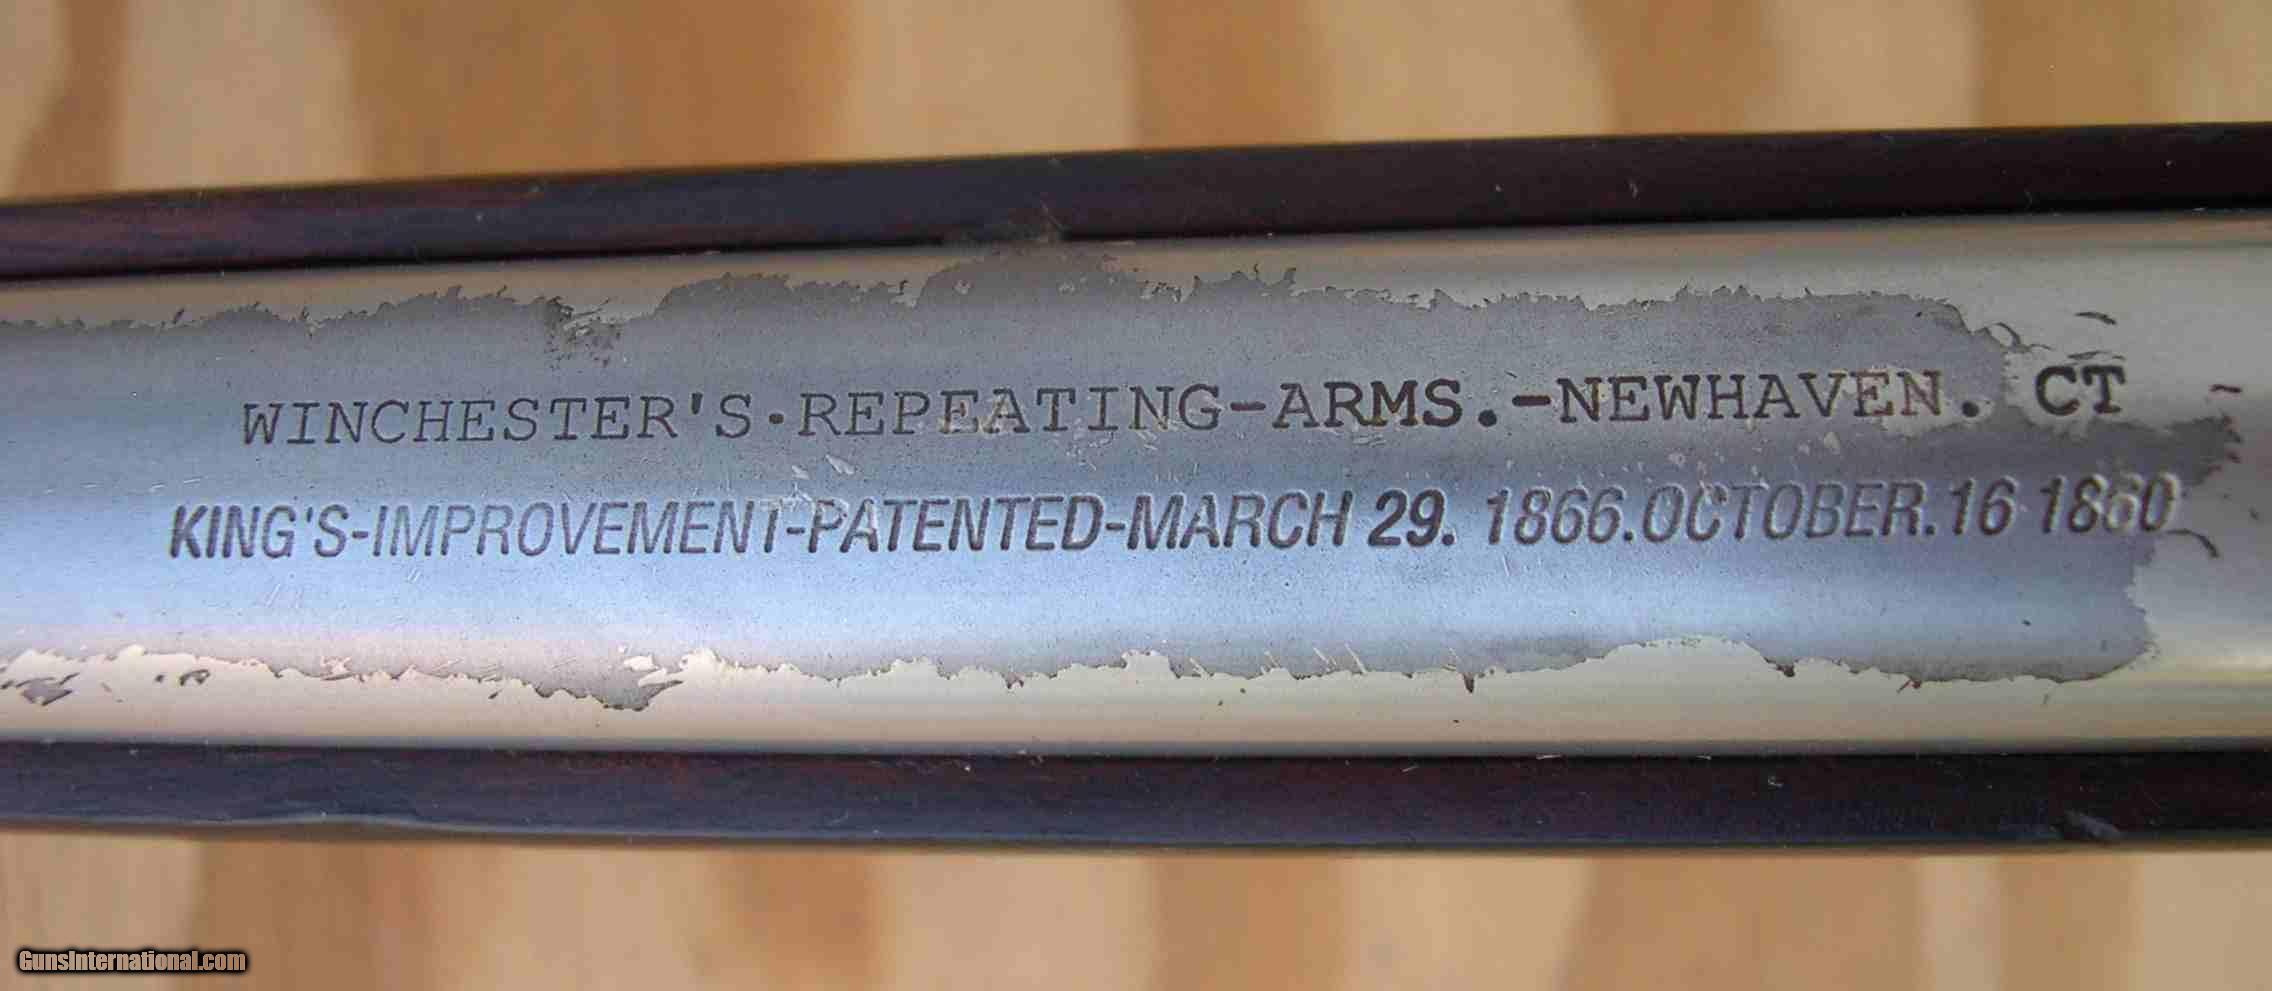 WINCHESTER'S·REPEATING-ARMS.-NEWHAVEN. CT
KING'S-IMPROVEMENT-PATENTED-MARCH 29. 1866.OCTOBER.16 1860
GunsInternational.com